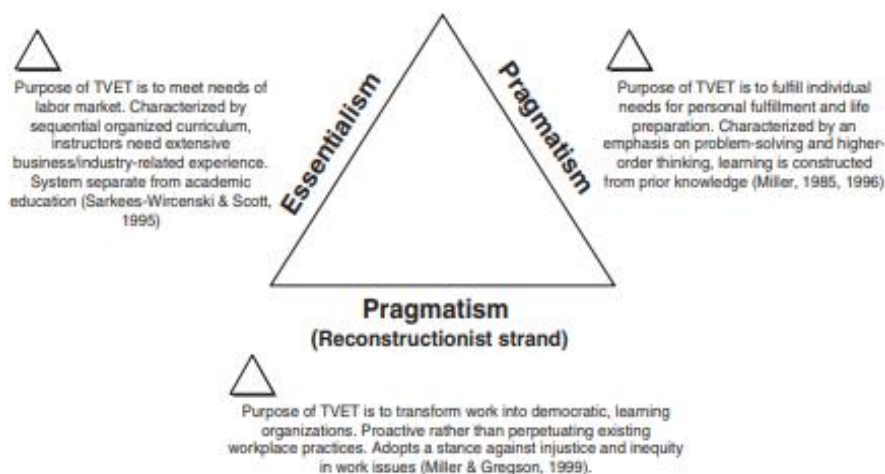 Purpose of TVET is to meet needs of
labor market. Characterized by
sequential organized curriculum,
instructors need extensive
business/industry-related experience.
System separate from academic
education (Sarkees-Wircenski & Scott,
1995)
Essentialism
Pragmatism
Purpose of TVET is to fulfill individual
needs for personal fulfillment and life
preparation. Characterized by an
emphasis on problem-solving and higher-
order thinking, learning is constructed
from prior knowledge (Miller, 1985, 1996)
Pragmatism
(Reconstructionist strand)
Purpose of TVET is to transform work into democratic, learning
organizations. Proactive rather than perpetuating existing
workplace practices. Adopts a stance against injustice and inequity
in work issues (Miller & Gregson, 1999).